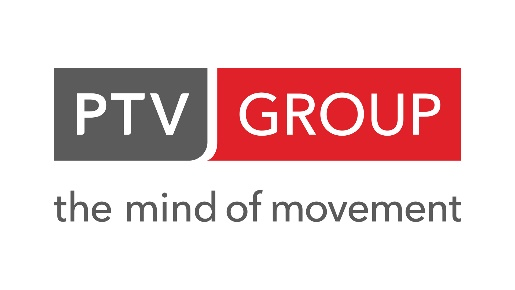 PTV GROUP
the mind of movement